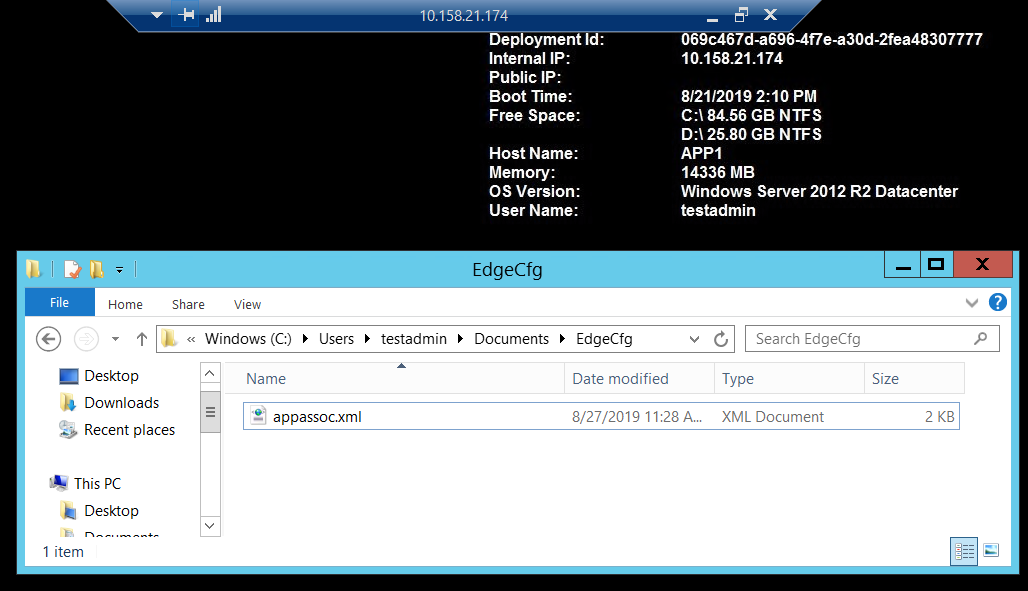 10.158.21.174
Deployment Id: 069c467d-a696-4f7e-a30d-2fea48307777
Internal IP: 10.158.21.174
Public IP:
Boot Time: 8/21/2019 2:10 PM
Free Space: C:\ 84.56 GB NTFS
D:\ 25.80 GB NTFS
Host Name: APP1
Memory: 14336 MB
OS Version: Windows Server 2012 R2 Datacenter
User Name: testadmin
EdgeCfg
File Home Share View
« Windows (C:) Users testadmin Documents EdgeCfg Search EdgeCfg
Name Date modified Type Size
Desktop
Downloads
Recent places
This PC
Desktop
Documents
appassoc.xml 8/27/2019 11:28 A... XML Document 2 KB
1 item